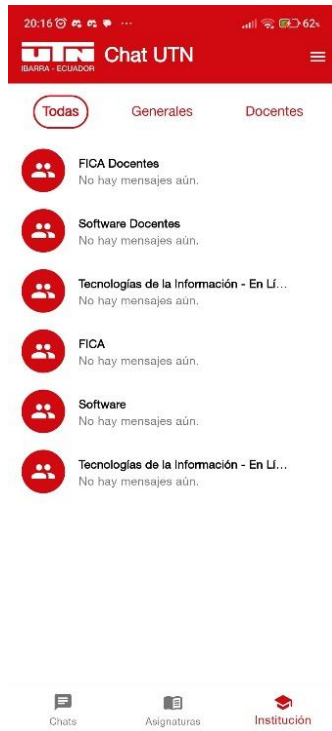 20:16 ... 62%
UTN
IBARRA - ECUADOR
Chat UTN
Todas Generales Docentes
FICA Docentes
No hay mensajes aún.
Software Docentes
No hay mensajes aún.
Tecnologías de la Información - En Lí...
No hay mensajes aún.
FICA
No hay mensajes aún.
Software
No hay mensajes aún.
Tecnologías de la Información - En Lí...
No hay mensajes aún.
Chats Asignaturas Institución